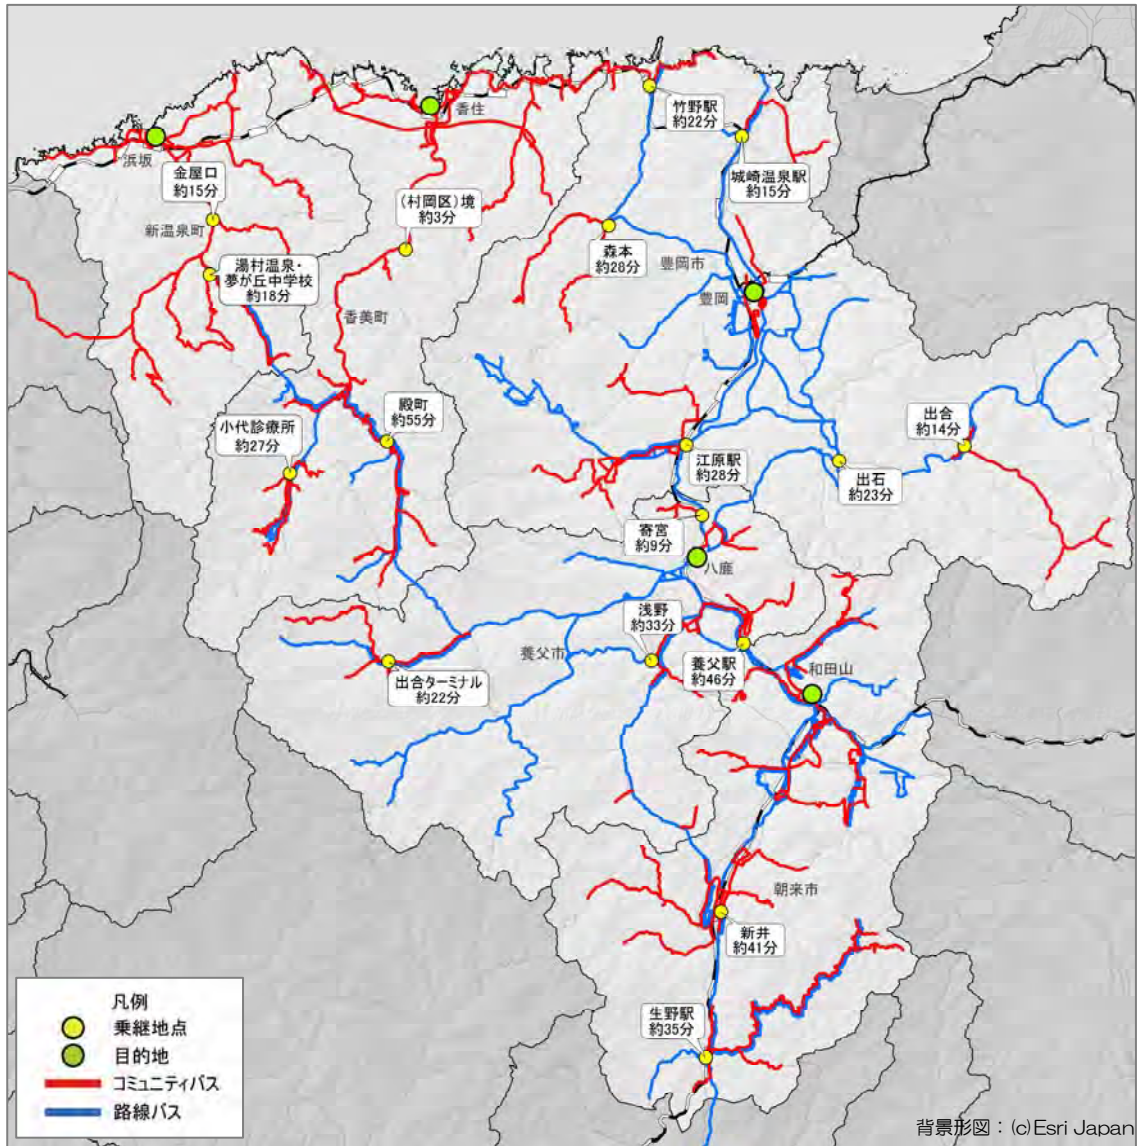 香住
竹野駅
約22分
浜坂
金屋口
約15分
城崎温泉駅
約15分
(村岡区)境
約3分
新温泉町
森本
約28分
豊岡市
湯村温泉・
夢が丘中学校
約18分
豊岡
香美町
殿町
約55分
小代診療所
約27分
出合
約14分
江原駅
約28分
出石
約23分
寄宮
約9分
八鹿
浅野
約33分
養父市
養父駅
約46分
和田山
出合ターミナル
約22分
朝来市
新井
約41分
生野駅
約35分
凡例
乗継地点
目的地
コミュニティバス
路線バス
背景形図：(c)Esri Japan